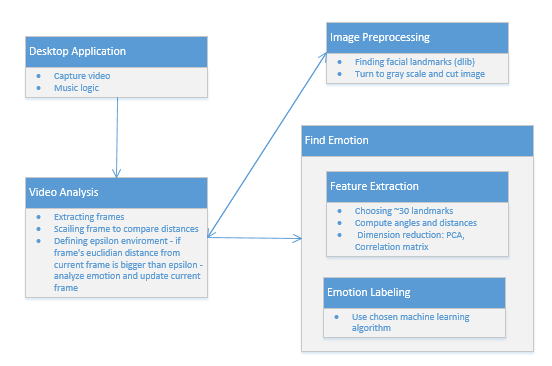 Desktop Application
● Capture video
● Music logic
Video Analysis
● Extracting frames
● Scailing frame to compare distances
● Defining epsilon enviroment - if
frame's euclidian distance from
current frame is bigger than epsilon -
analyze emotion and update current
frame
Image Preprocessing
● Finding facial landmarks (dlib)
● Turn to gray scale and cut image
Find Emotion
Feature Extraction
● Choosing ~30 landmarks
● Compute angles and distances
● Dimension reduction: PCA,
Correlation matrix
Emotion Labeling
● Use chosen machine learning
algorithm